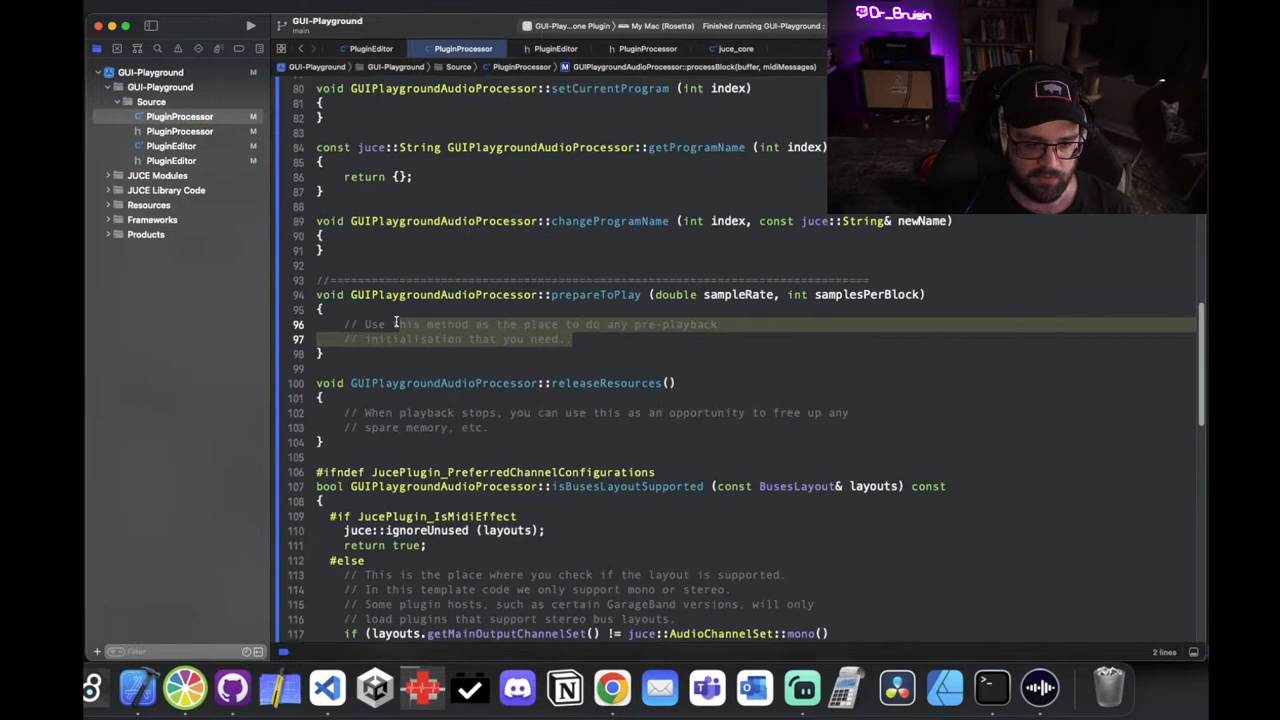 GUI-Playground
main
GUI-Play...one Plugin
My Mac (Rosetta)
Finished running GUI-Playground :
@Dr_Bruisin
PluginEditor
PluginProcessor
PluginEditor
PluginProcessor
juce_core
GUI-Playground
GUI-Playground
Source
PluginProcessor
GUIPlaygroundAudioProcessor::processBlock(buffer, midiMessages)
GUI-Playground M
GUI-Playground
Source
PluginProcessor M
PluginProcessor M
PluginEditor M
PluginEditor M
JUCE Modules
JUCE Library Code
Resources
Frameworks
Products
80 void GUIPlaygroundAudioProcessor::setCurrentProgram (int index)
81 {
82 }
83
84 const juce::String GUIPlaygroundAudioProcessor::getProgramName (int index)
85 {
86 return {};
87 }
88
89 void GUIPlaygroundAudioProcessor::changeProgramName (int index, const juce::String& newName)
90 {
91 }
92
93 //==============================================================================
94 void GUIPlaygroundAudioProcessor::prepareToPlay (double sampleRate, int samplesPerBlock)
95 {
96 // Use this method as the place to do any pre-playback
97 // initialisation that you need..
98 }
99
100 void GUIPlaygroundAudioProcessor::releaseResources()
101 {
102 // When playback stops, you can use this as an opportunity to free up any
103 // spare memory, etc.
104 }
105
106 #ifndef JucePlugin_PreferredChannelConfigurations
107 bool GUIPlaygroundAudioProcessor::isBusesLayoutSupported (const BusesLayout& layouts) const
108 {
109 #if JucePlugin_IsMidiEffect
110 juce::ignoreUnused (layouts);
111 return true;
112 #else
113 // This is the place where you check if the layout is supported.
114 // In this template code we only support mono or stereo.
115 // Some plugin hosts, such as certain GarageBand versions, will only
116 // load plugins that support stereo bus layouts.
117 if (layouts.getMainOutputChannelSet() != juce::AudioChannelSet::mono()
Filter
2 lines